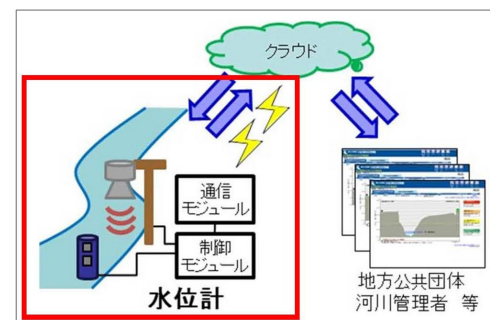 クラウド
通信
モジュール
制御
モジュール
水位計
地方公共団体
河川管理者 等